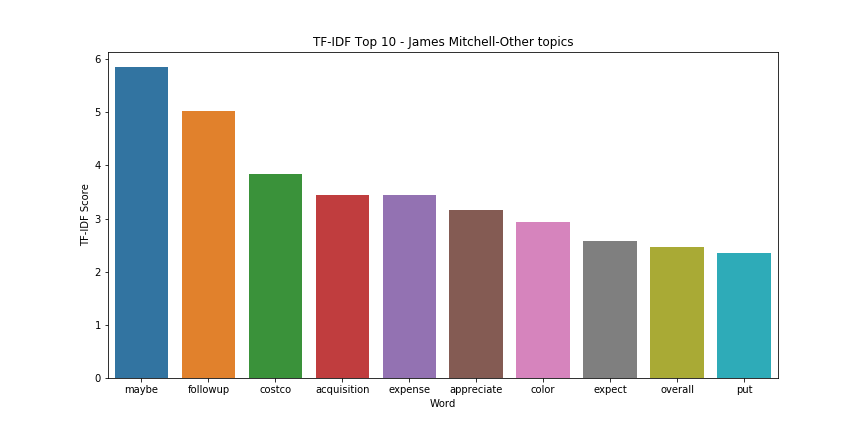 TF-IDF Top 10 - James Mitchell-Other topics
6
5
4
3
2
1
0
TF-IDF Score
maybe followup costco acquisition expense appreciate color expect overall put
Word